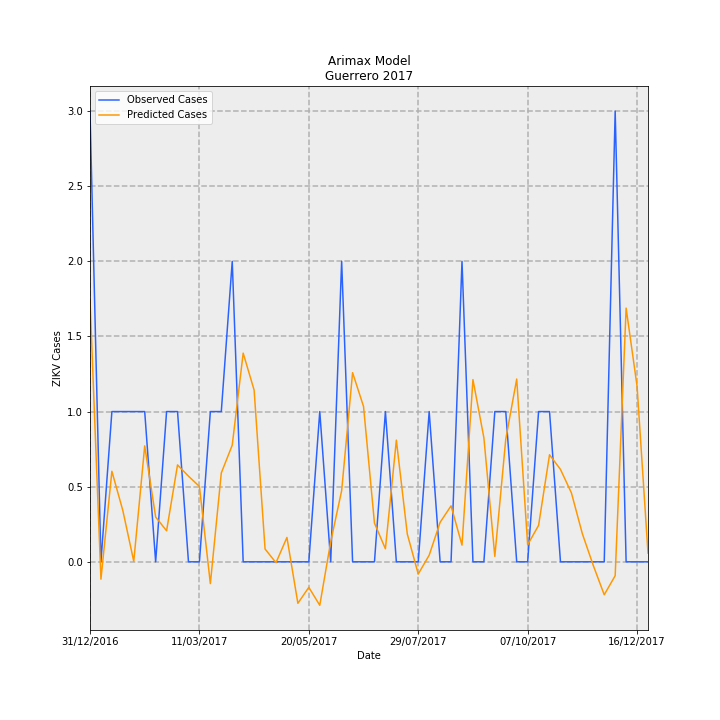 Arimax Model
Guerrero 2017
Observed Cases
Predicted Cases
3.0
2.5
2.0
1.5
1.0
0.5
0.0
ZIKV Cases
31/12/2016 11/03/2017 20/05/2017 29/07/2017 07/10/2017 16/12/2017
Date